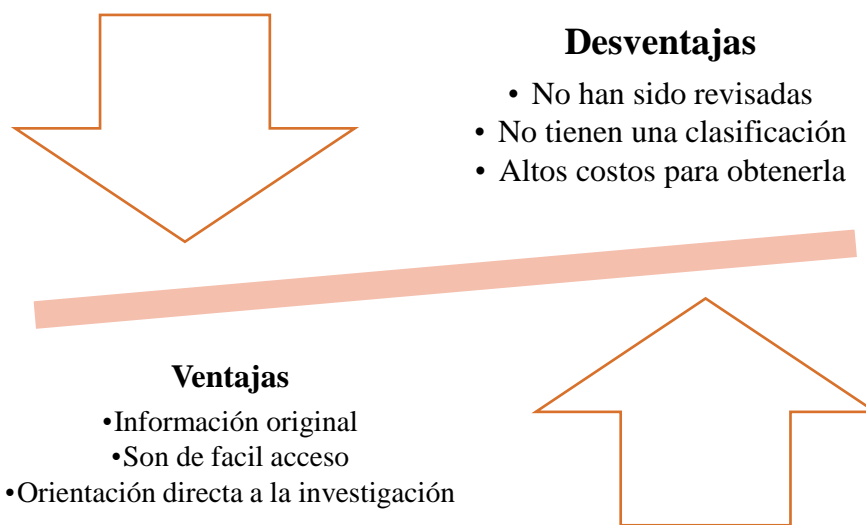 Desventajas
• No han sido revisadas
• No tienen una clasificación
• Altos costos para obtenerla
Ventajas
•Información original
•Son de facil acceso
•Orientación directa a la investigación